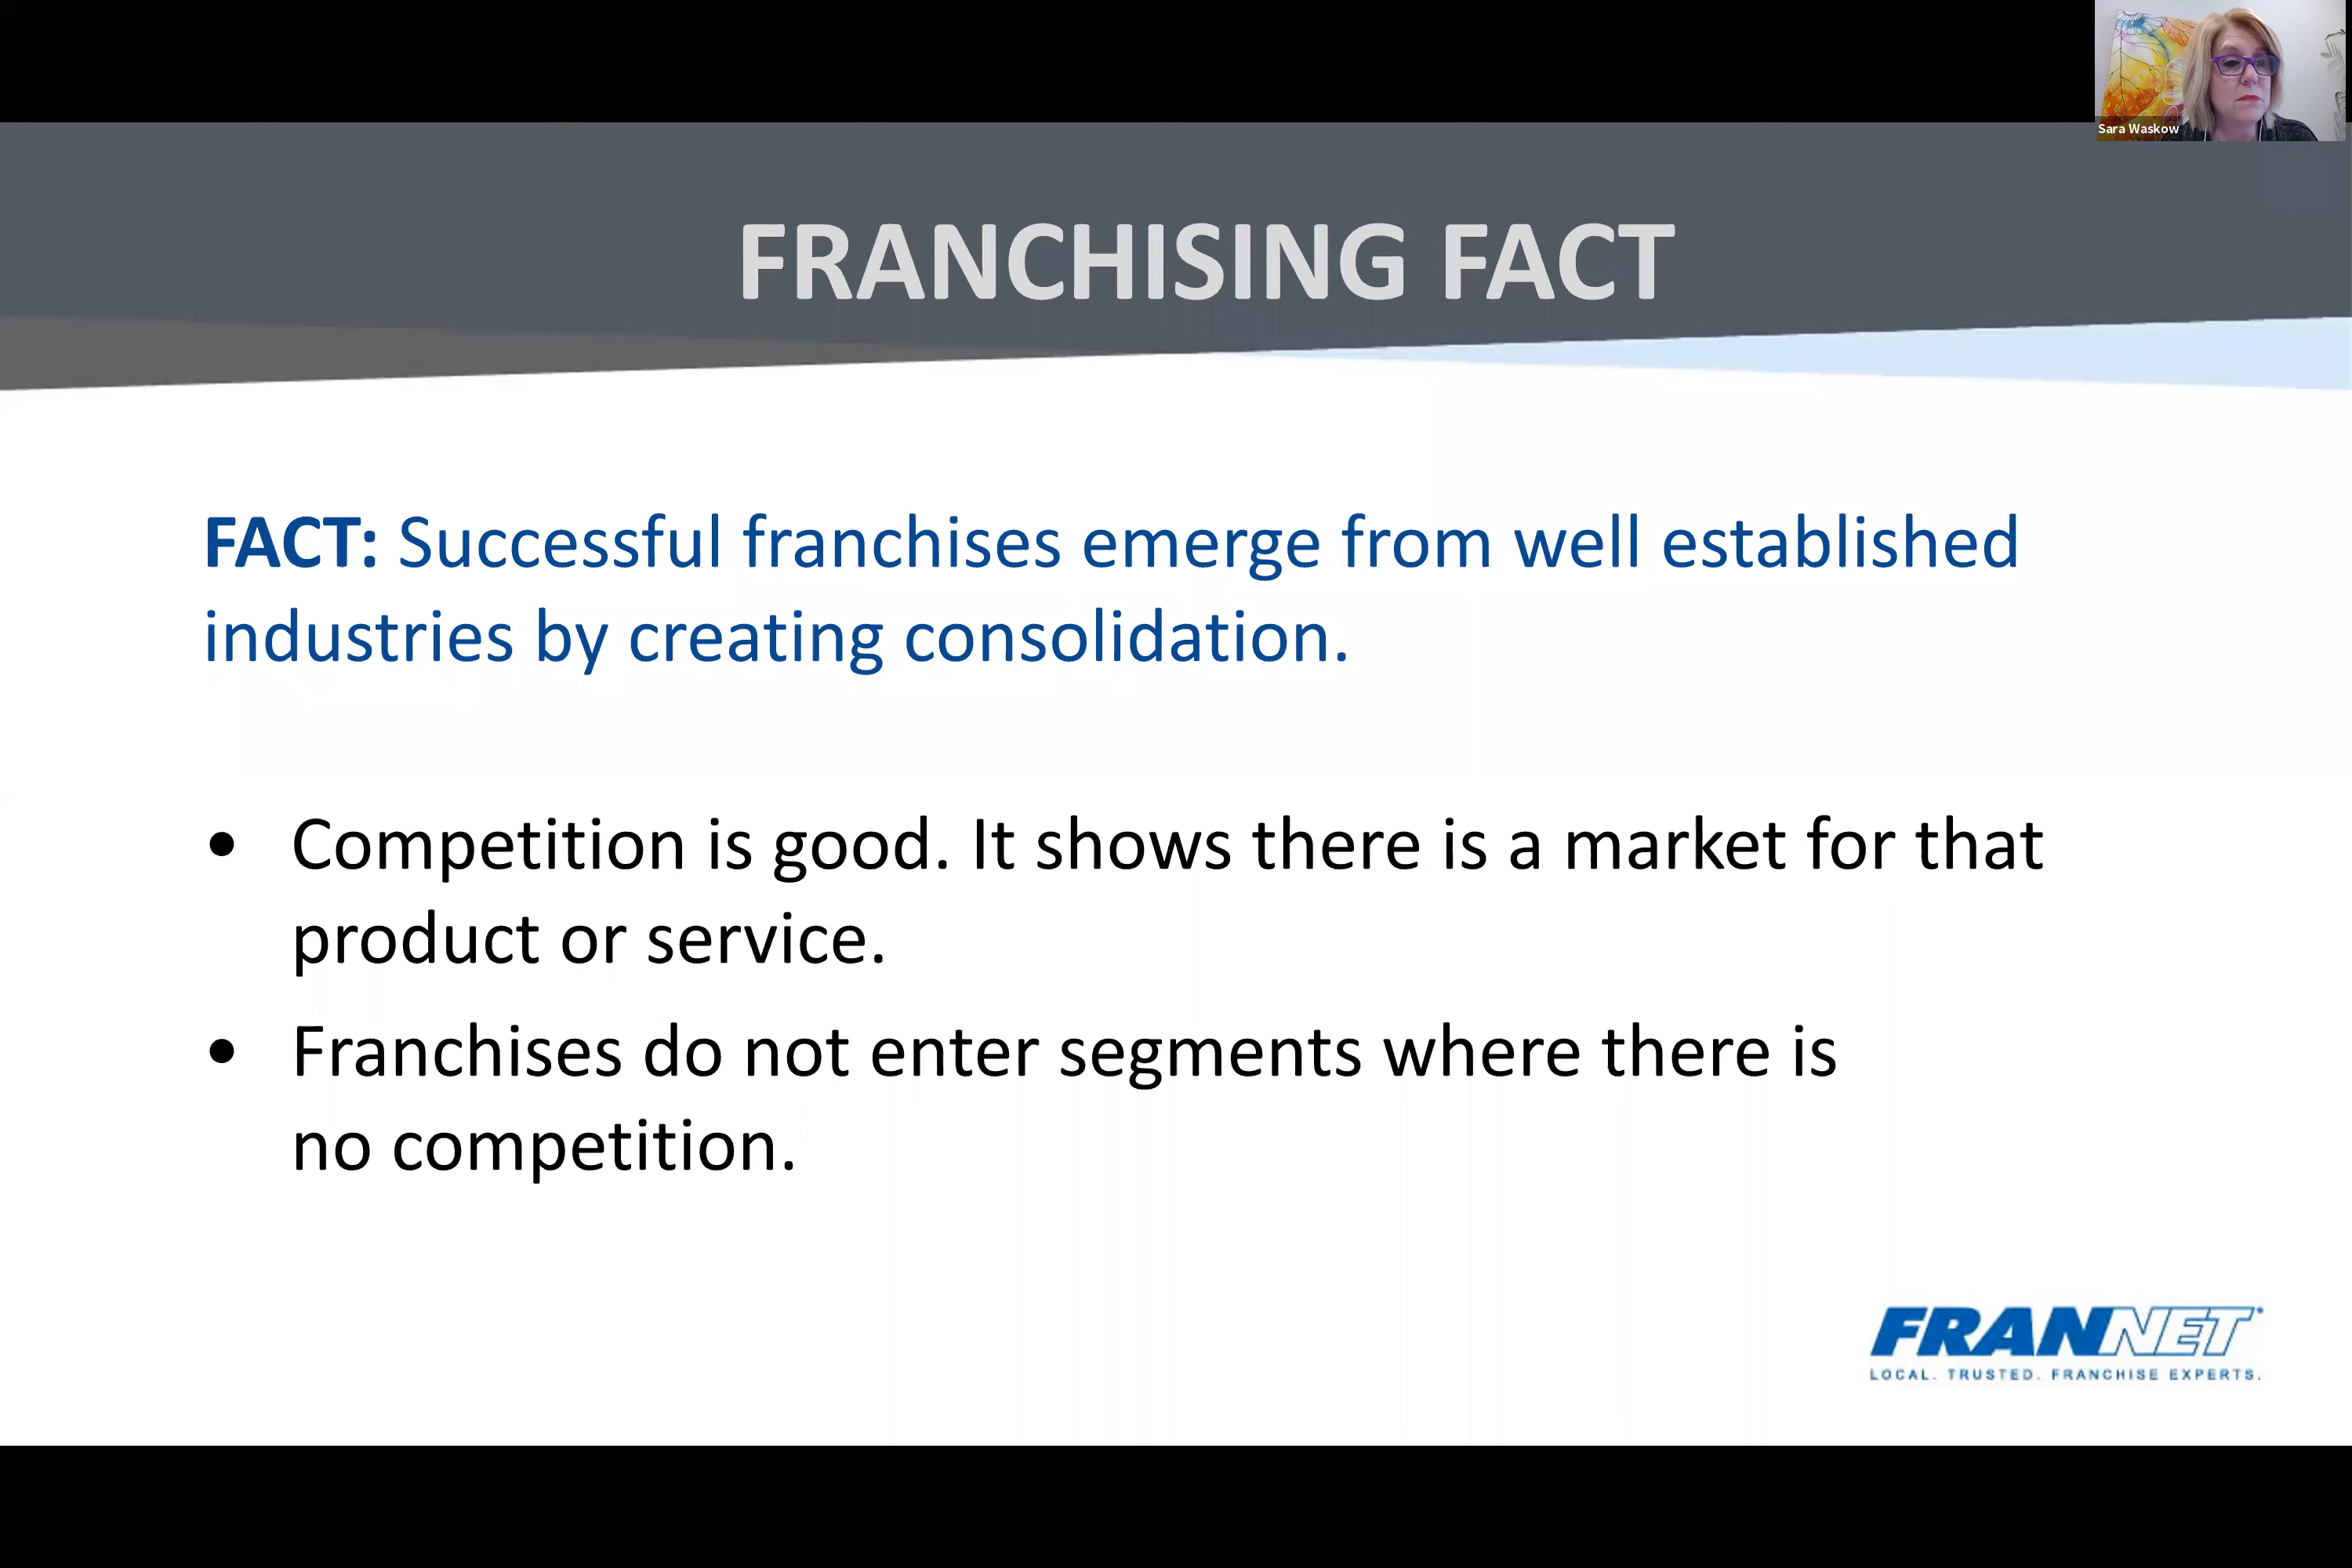 Sara Waskow
FRANCHISING FACT
FACT: Successful franchises emerge from well established
industries by creating consolidation.
• Competition is good. It shows there is a market for that
product or service.
• Franchises do not enter segments where there is
no competition.
FRANNET
LOCAL. TRUSTED. FRANCHISE EXPERTS.